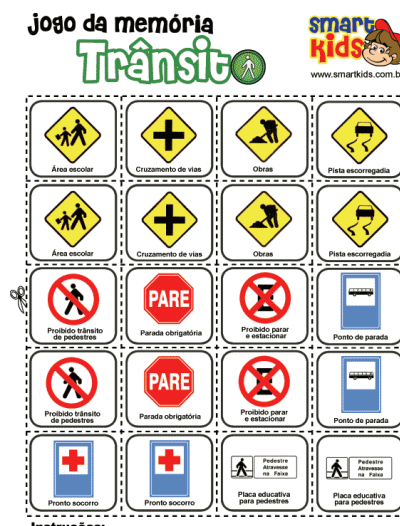 jogo da memória
Trânsito
smart
kids
www.smartkids.com.b
Área escolar
Cruzamento de vias
Obras
Pista escorregadia
Área escolar
Cruzamento de vias
Obras
Pista escorregadia
PARE
Proibido trânsito
de pedestres
Parada obrigatória
Proibido parar
e estacionar
Ponto de parada
PARE
Proibido trânsito
de pedestres
Parada obrigatória
Proibido parar
e estacionar
Ponto de parada
Pronto socorro
Pronto socorro
Pedestre
Atravesse
na Faixa
Placa educativa
para pedestres
Pedestre
Atravesse
na Faixa
Placa educativa
para pedestres
Instruções: